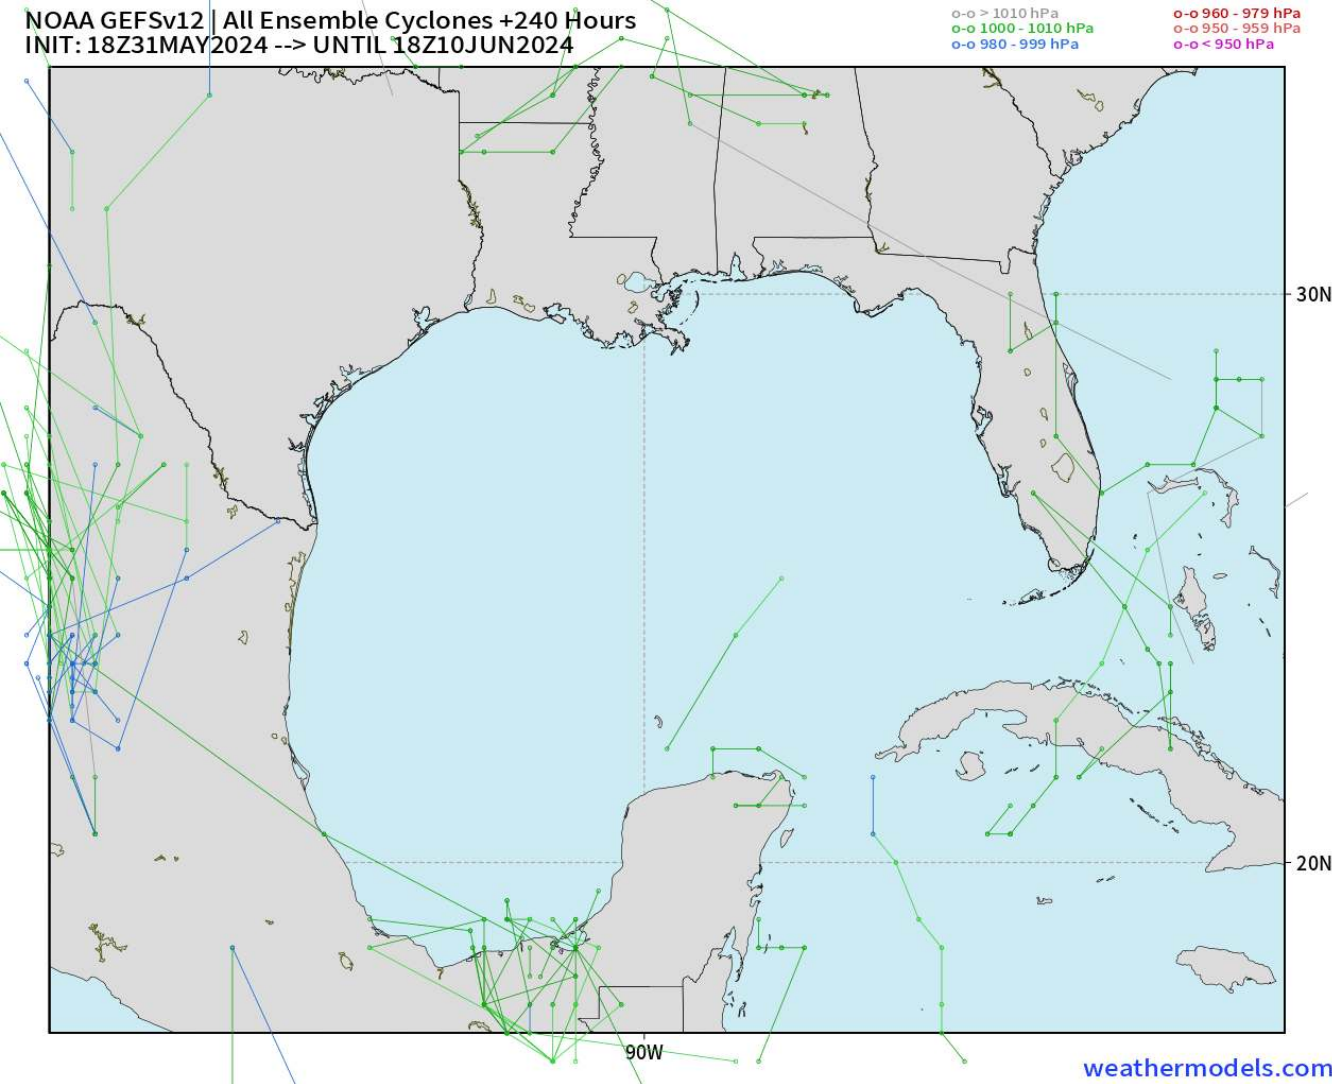 NOAA GEFSv12 | All Ensemble Cyclones +240 Hours
INIT: 18Z31MAY2024 --> UNTIL 18Z10JUN2024
o-o > 1010 hPa
o-o 1000 - 1010 hPa
o-o 980 - 999 hPa
o-o 960 - 979 hPa
o-o 950 - 959 hPa
o-o < 950 hPa
30N
20N
90W
weathermodels.com